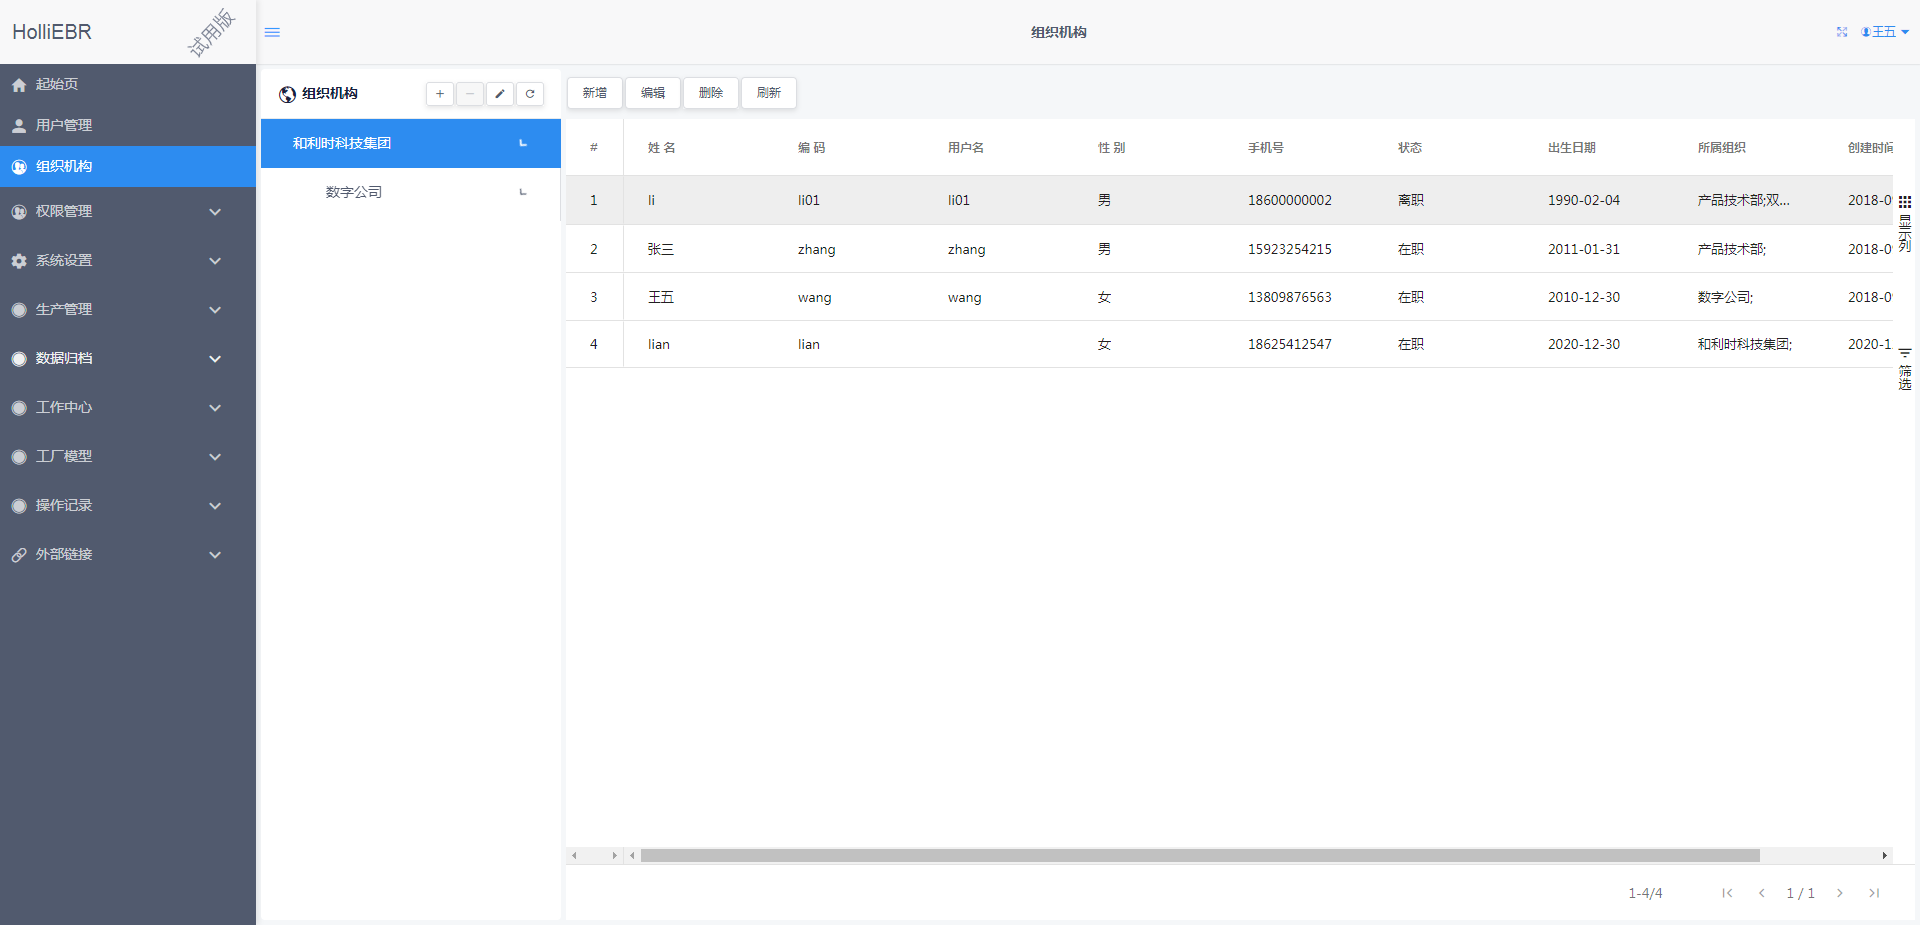 HolliEBR
试用版
组织机构
王五
起始页
用户管理
组织机构
权限管理
系统设置
生产管理
数据归档
工作中心
工厂模型
操作记录
外部链接
组织机构
和利时科技集团
数字公司
新增 编辑 删除 刷新
# 姓 名 编 码 用户名 性 别 手机号 状态 出生日期 所属组织 创建时间
1 li li01 li01 男 18600000002 离职 1990-02-04 产品技术部;双... 2018-0
2 张三 zhang zhang 男 15923254215 在职 2011-01-31 产品技术部; 2018-09
3 王五 wang wang 女 13809876563 在职 2010-12-30 数字公司; 2018-09
4 lian lian 女 18625412547 在职 2020-12-30 和利时科技集团; 2020-1
显示列
筛选
1-4/4 1 / 1